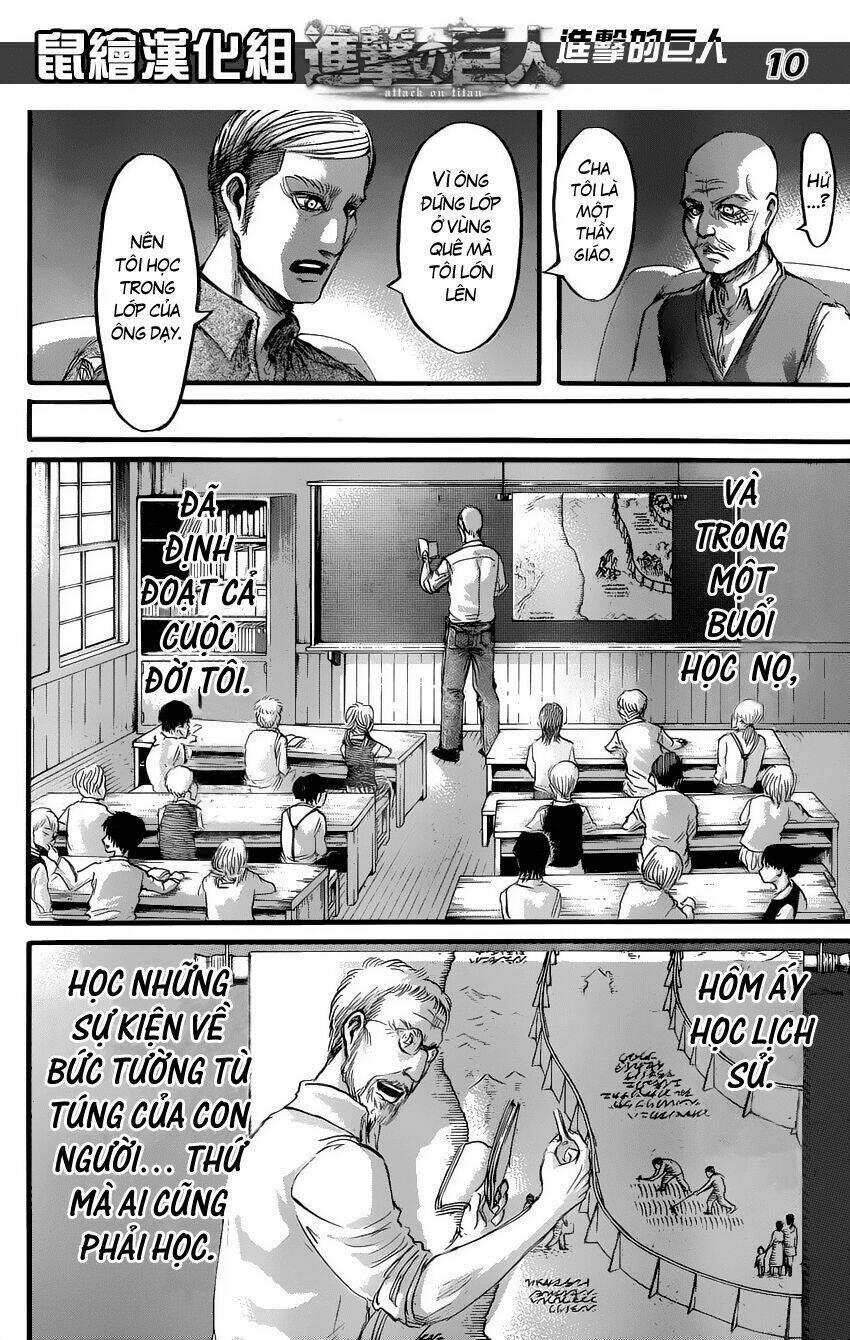 鼠繪漢化組
進撃の巨人
attack on titan
進擊的巨人
10
HỬ
...?
CHA
TÔI LÀ
MỘT
THẦY
GIÁO.
VÌ ÔNG
ĐỨNG LỚP
Ở VÙNG
QUÊ MÀ
TÔI LỚN
LÊN
NÊN
TÔI HỌC
TRONG
LỚP CỦA
ÔNG DẠY.
VÀ
TRONG
MỘT
BUỔI
HỌC NỌ,
ĐÃ
ĐỊNH
ĐOẠT CẢ
CUỘC
ĐỜI TÔI.
HÔM ẤY
HỌC LỊCH
SỬ.
HỌC NHỮNG
SỰ KIỆN VỀ
BỨC TƯỜNG TỪ
TÚNG CỦA CON
NGƯỜI... THỨ
MÀ AI CŨNG
PHẢI HỌC.